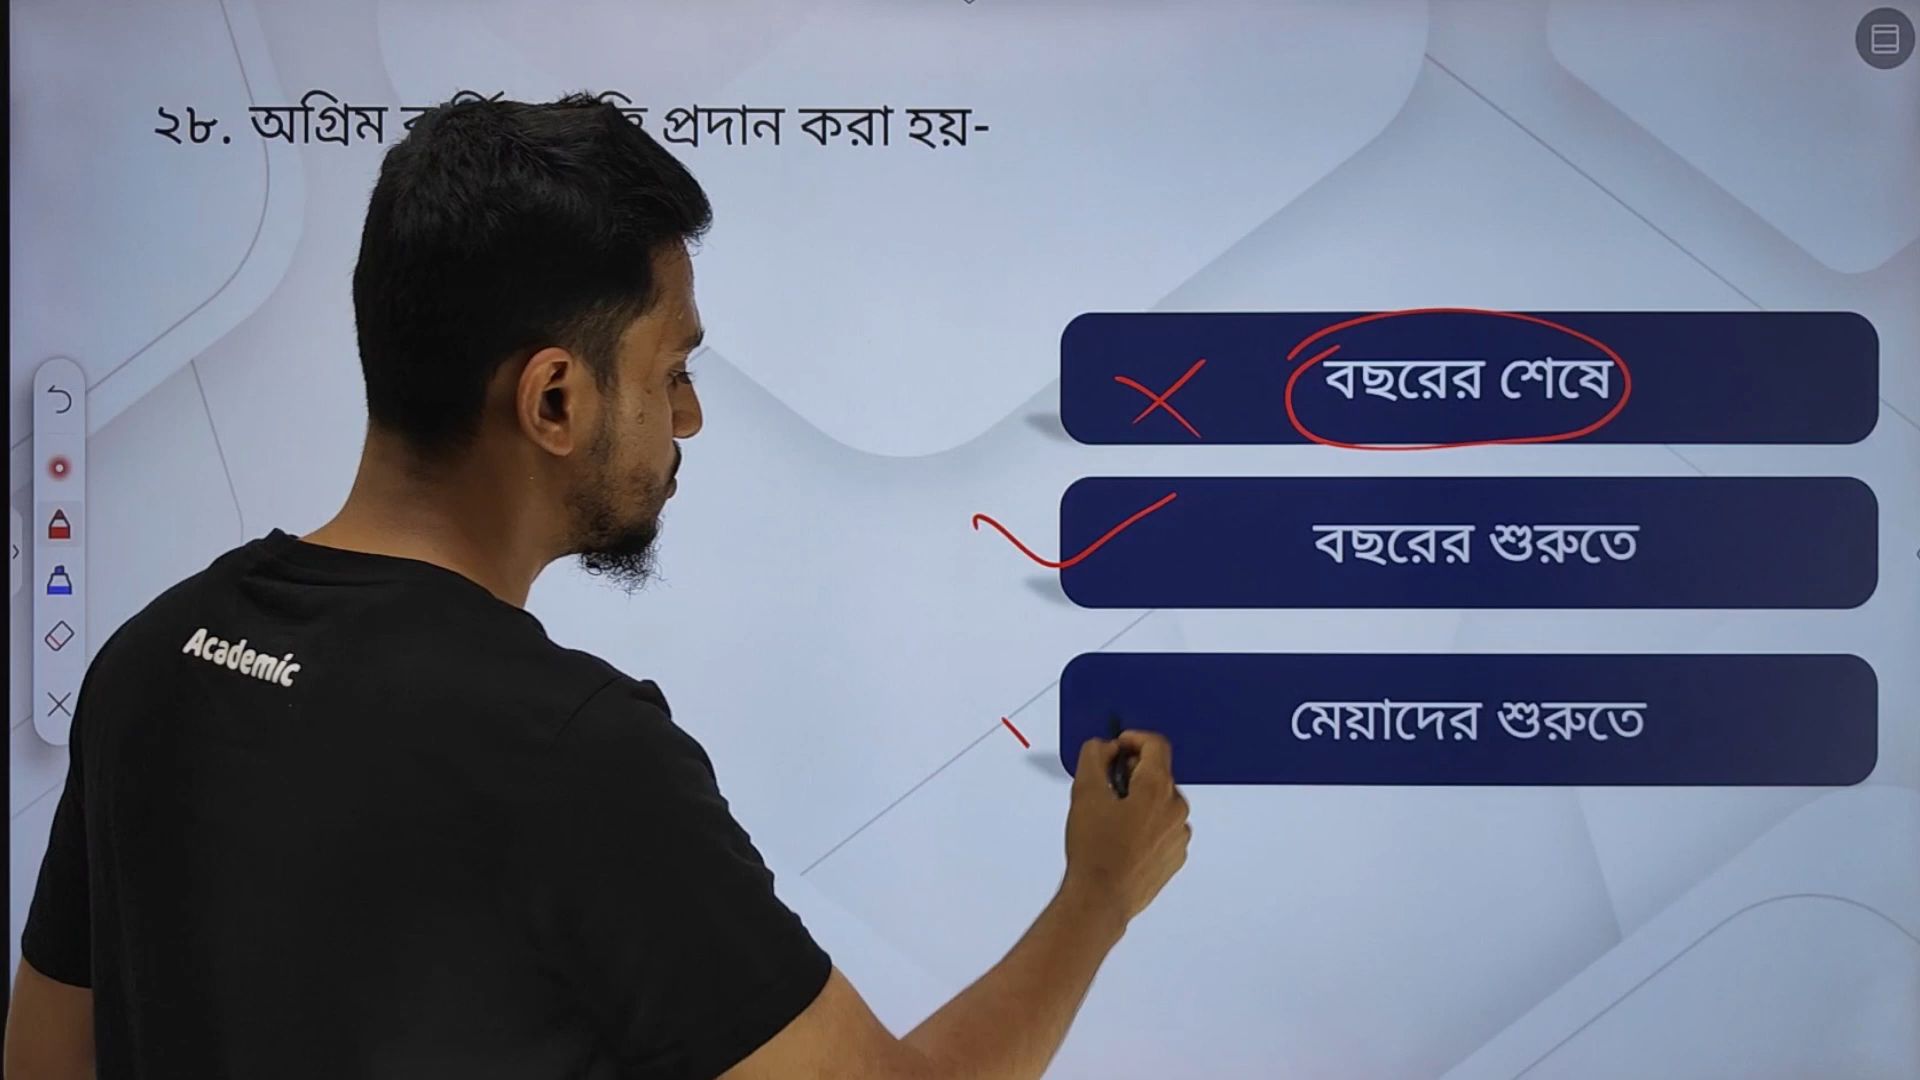 ২৮. অগ্রিম প্রদান করা হয়-
বছরের শেষে
বছরের শুরুতে
মেয়াদের শুরুতে
Academic